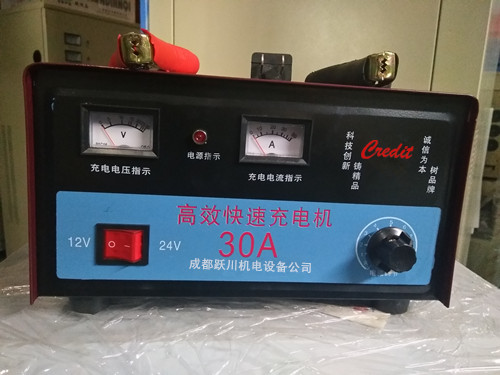 V
A
充电电压指示
电源指示
充电电流指示
科技创新
铸精品
Credit
诚信为本
树品牌
高效快速充电机
12V
24V
30A
成都跃川机电设备公司